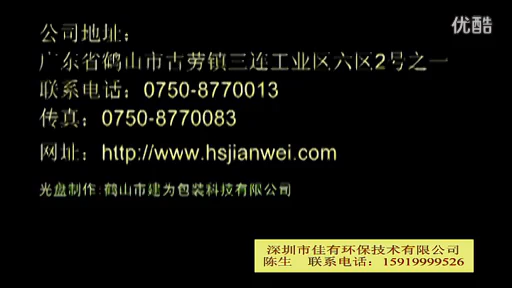 优酷
公司地址：
广东省鹤山市古劳镇三连工业区六区2号之一
联系电话：0750-8770013
传真：0750-8770083
网址：http://www.hsjianwei.com
光盘制作:鹤山市建为包装科技有限公司
深圳市佳有环保技术有限公司
陈生 联系电话：15919999526